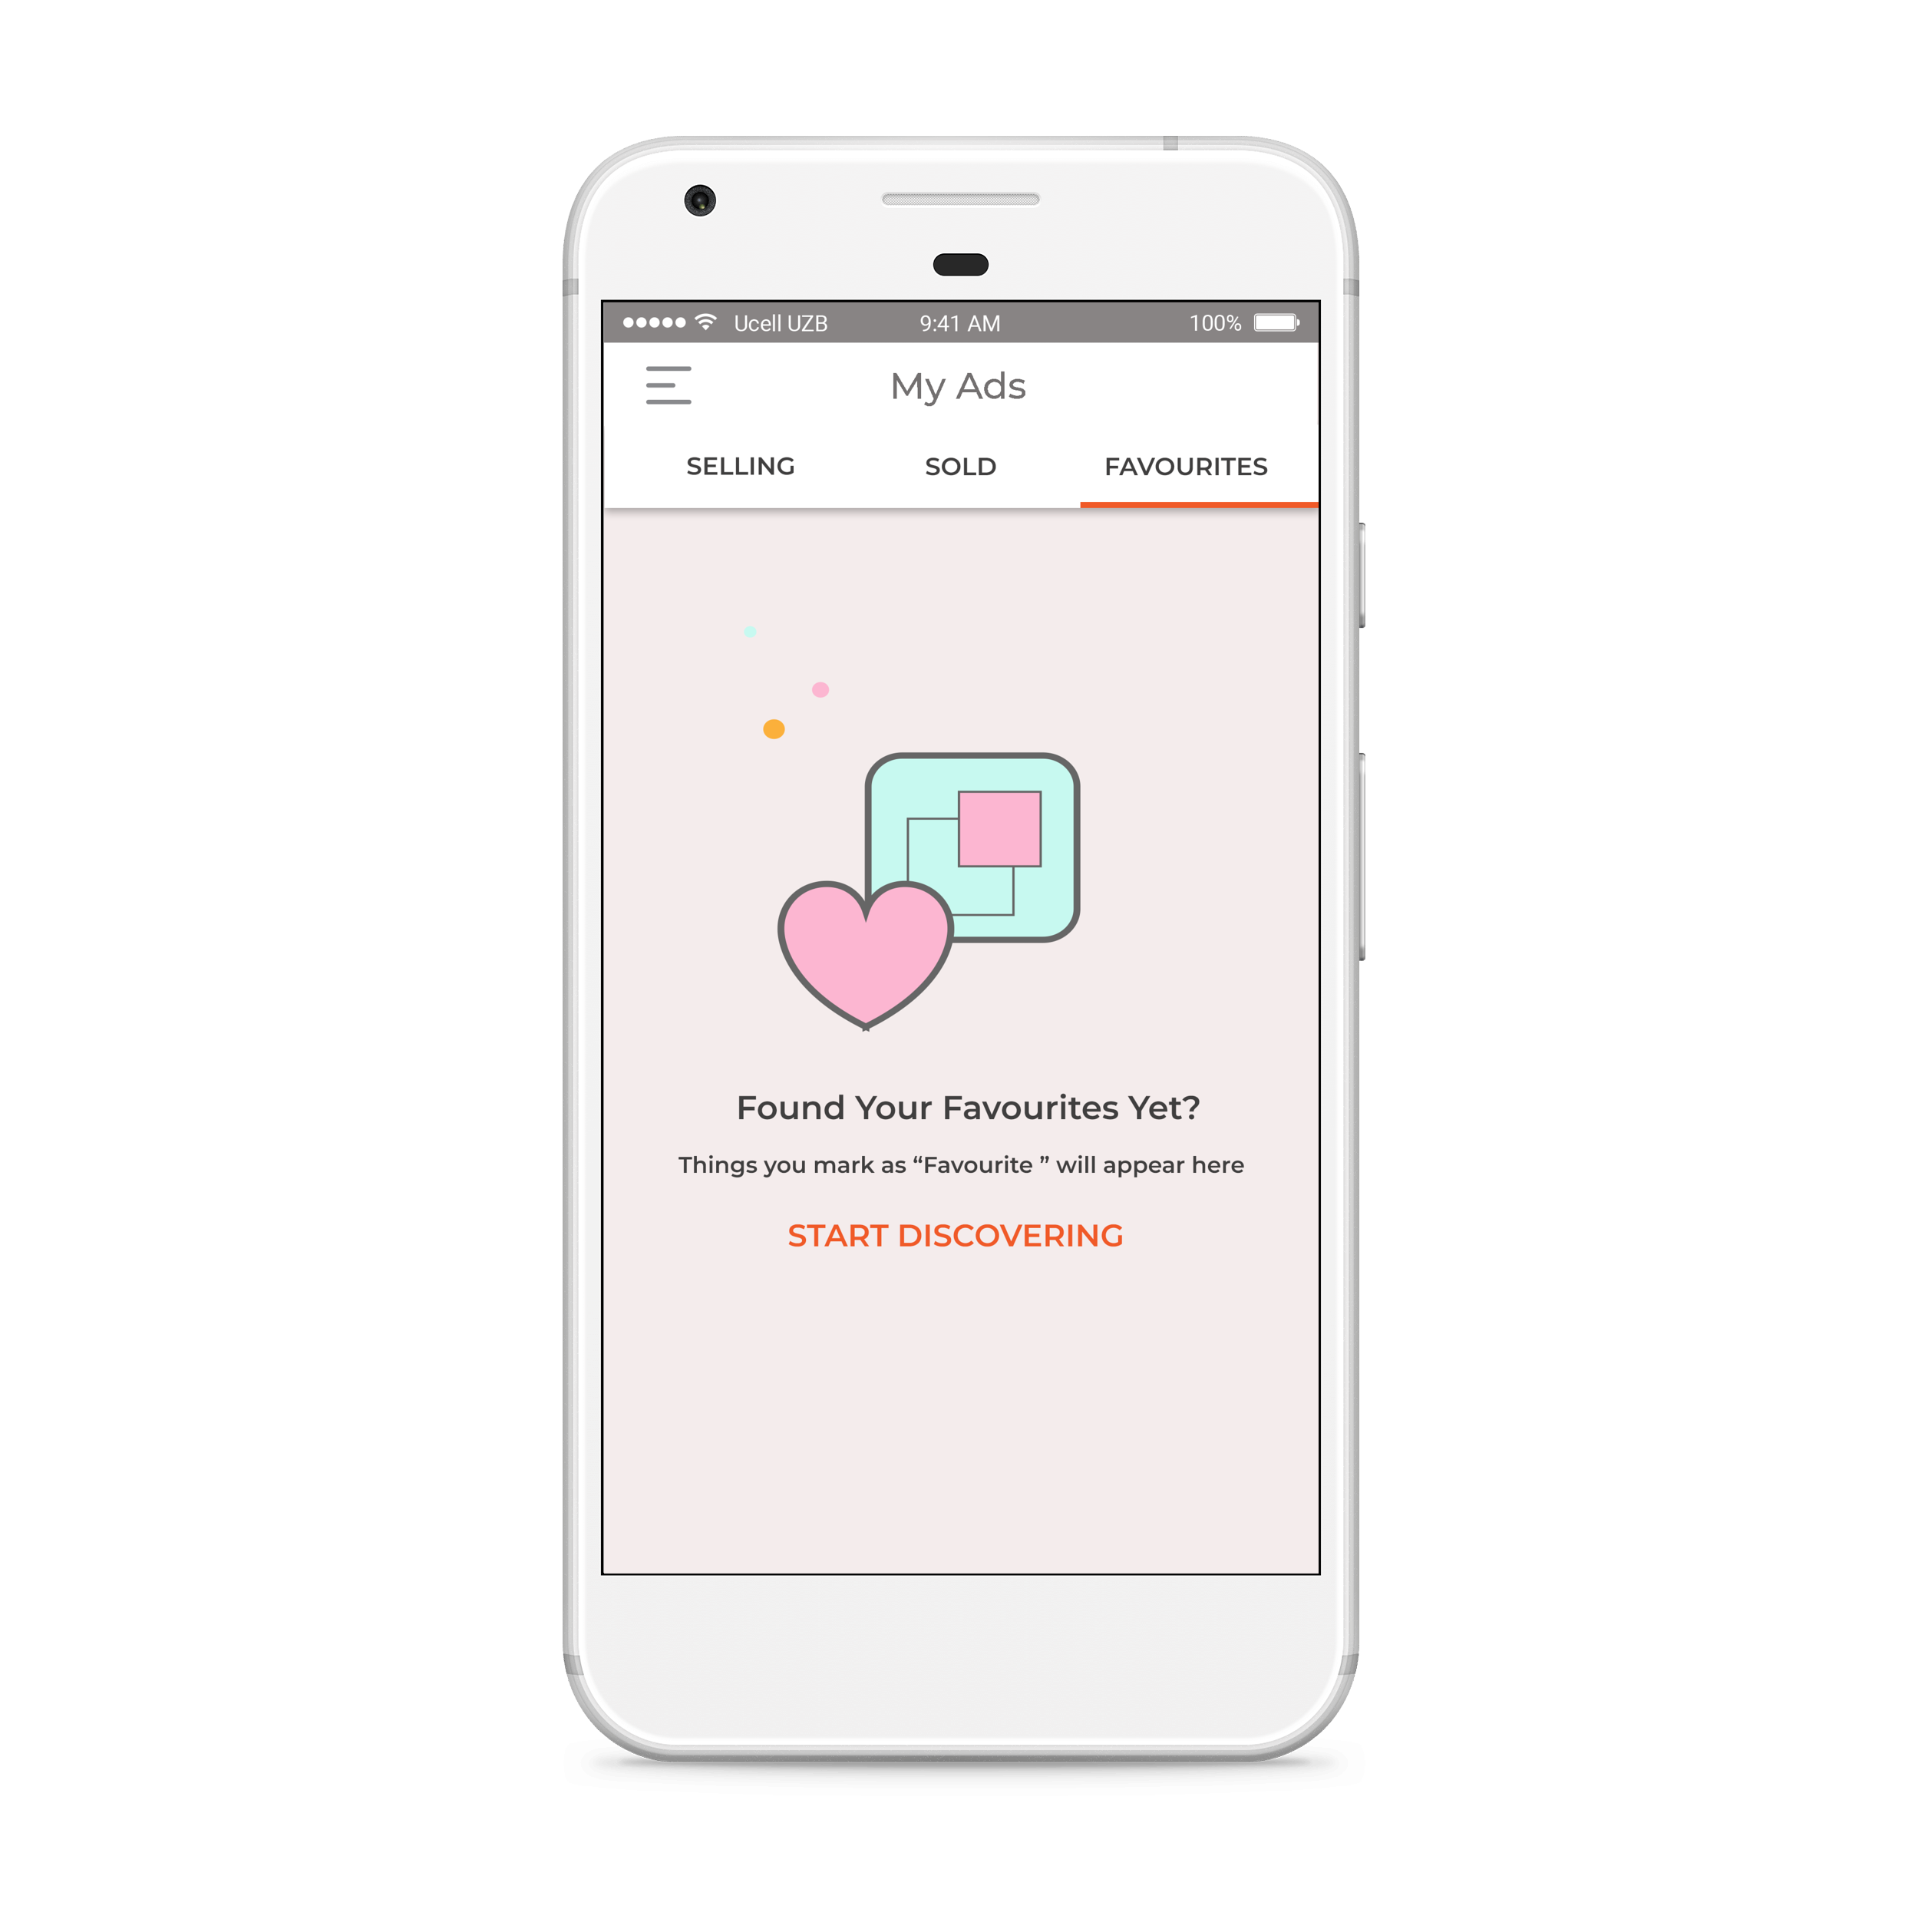 Ucell UZB 9:41 AM 100%
My Ads
SELLING SOLD FAVOURITES
Found Your Favourites Yet?
Things you mark as “Favourite ” will appear here
START DISCOVERING